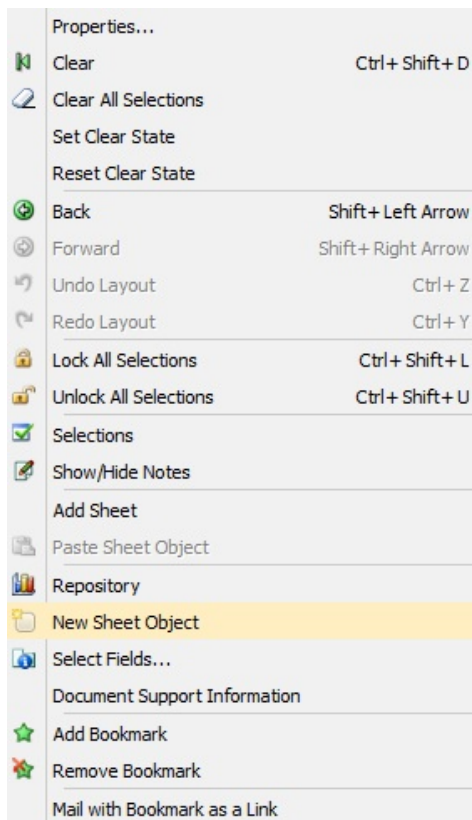 Properties...
Clear Ctrl+Shift+D
Clear All Selections
Set Clear State
Reset Clear State
Back Shift+Left Arrow
Forward Shift+Right Arrow
Undo Layout Ctrl+Z
Redo Layout Ctrl+Y
Lock All Selections Ctrl+Shift+L
Unlock All Selections Ctrl+Shift+U
Selections
Show/Hide Notes
Add Sheet
Paste Sheet Object
Repository
New Sheet Object
Select Fields...
Document Support Information
Add Bookmark
Remove Bookmark
Mail with Bookmark as a Link